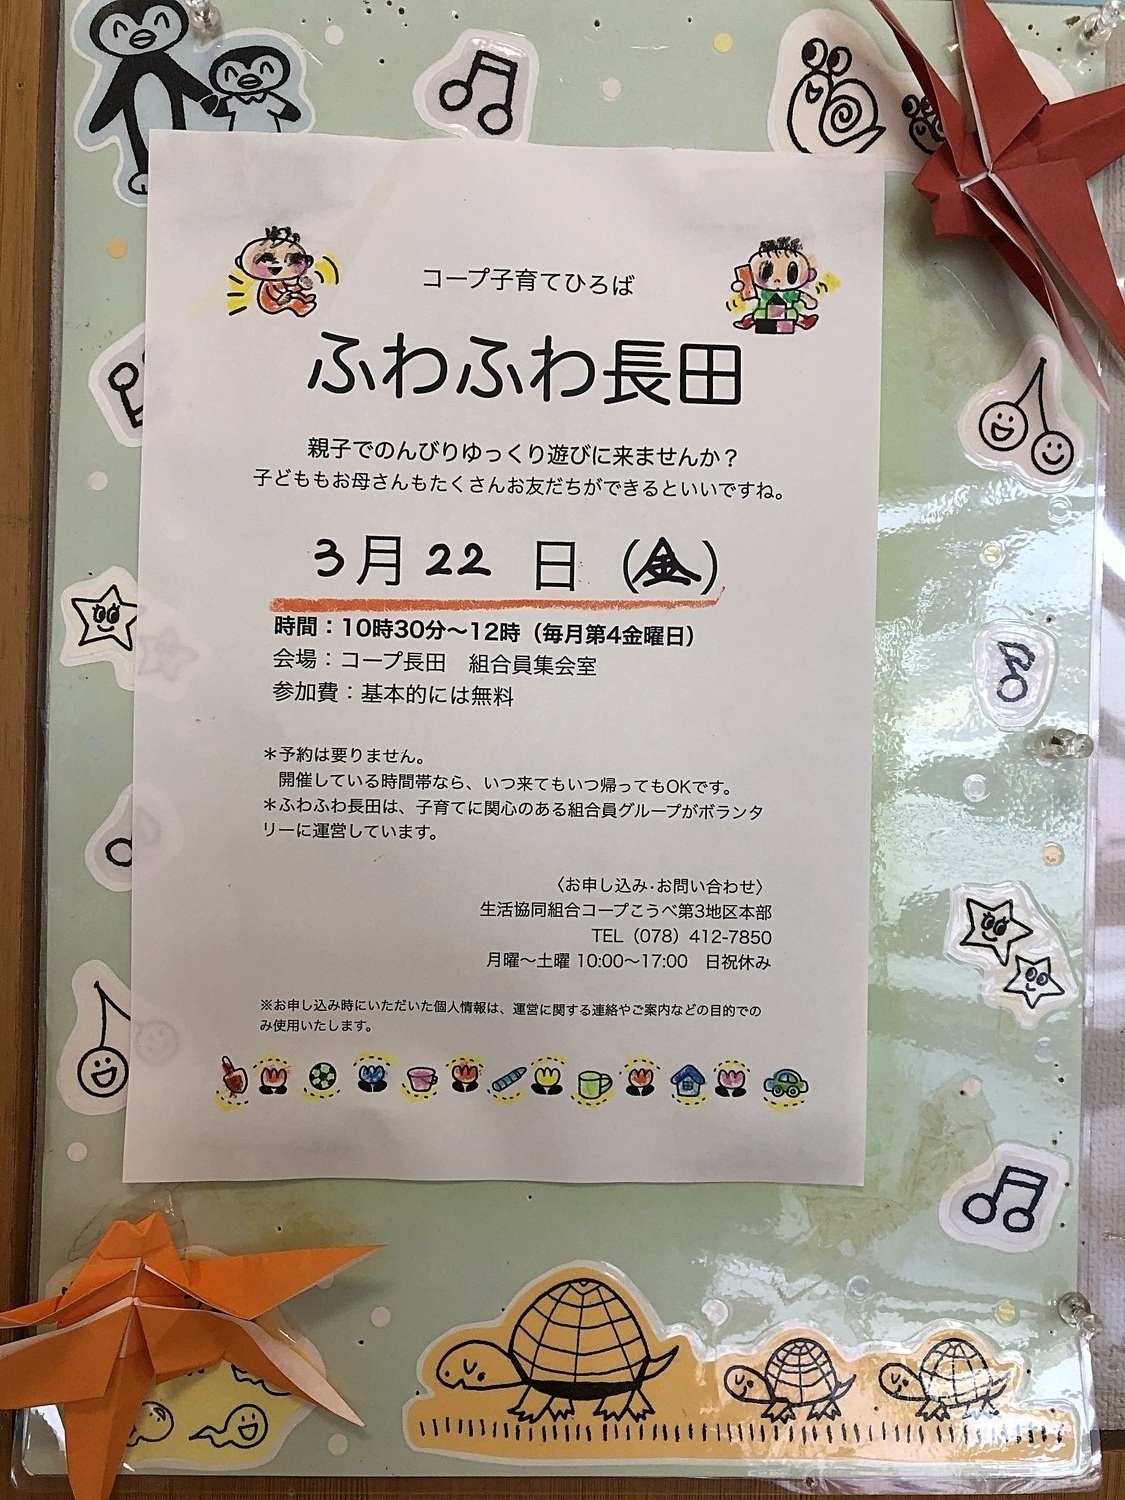 コープ子育てひろば
ふわふわ長田
親子でのんびりゆっくり遊びに来ませんか？
子どももお母さんもたくさんお友だちができるといいですね。
3月22日（金）
時間：10時30分～12時（毎月第4金曜日）
会場：コープ長田　組合員集会室
参加費：基本的には無料
＊予約は要りません。
開催している時間帯なら、いつ来てもいつ帰ってもOKです。
＊ふわふわ長田は、子育てに関心のある組合員グループがボランタ
リーに運営しています。
〈お申し込み・お問い合わせ〉
生活協同組合コープこうべ第3地区本部
TEL（078）412-7850
月曜～土曜 10:00～17:00　日祝休み
※お申し込み時にいただいた個人情報は、運営に関する連絡やご案内などの目的での
み使用いたします。